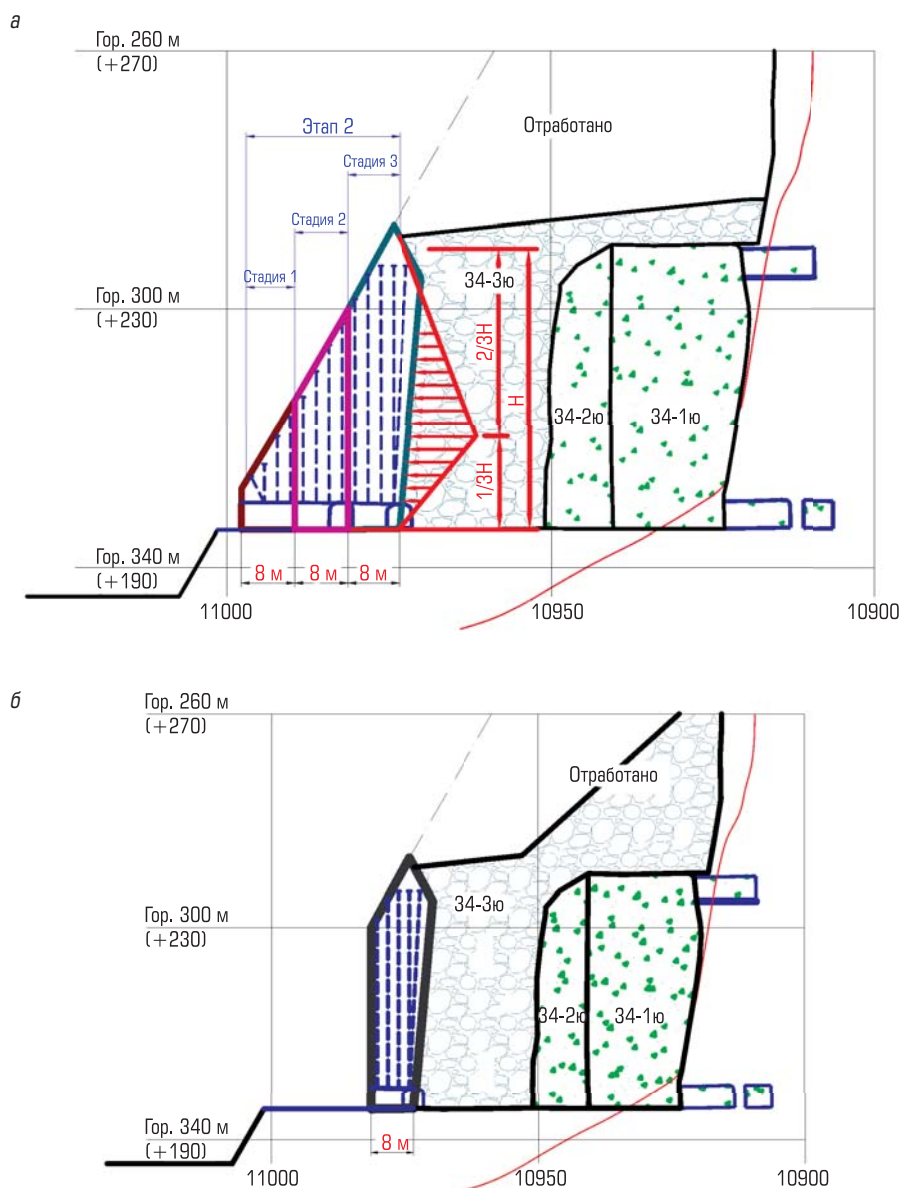 а
Гор. 260 м
(+270)
Этап 2
Отработано
Стадия 3
Стадия 2
Стадия 1
34-3ю
Гор. 300 м
(+230)
2/3Н
Н
34-2ю
34-1ю
1/3Н
Гор. 340 м
(+190)
8 м
8 м
8 м
11000
10950
10900
б
Гор. 260 м
(+270)
Отработано
34-3ю
Гор. 300 м
(+230)
34-2ю
34-1ю
Гор. 340 м
(+190)
8 м
11000
10950
10900